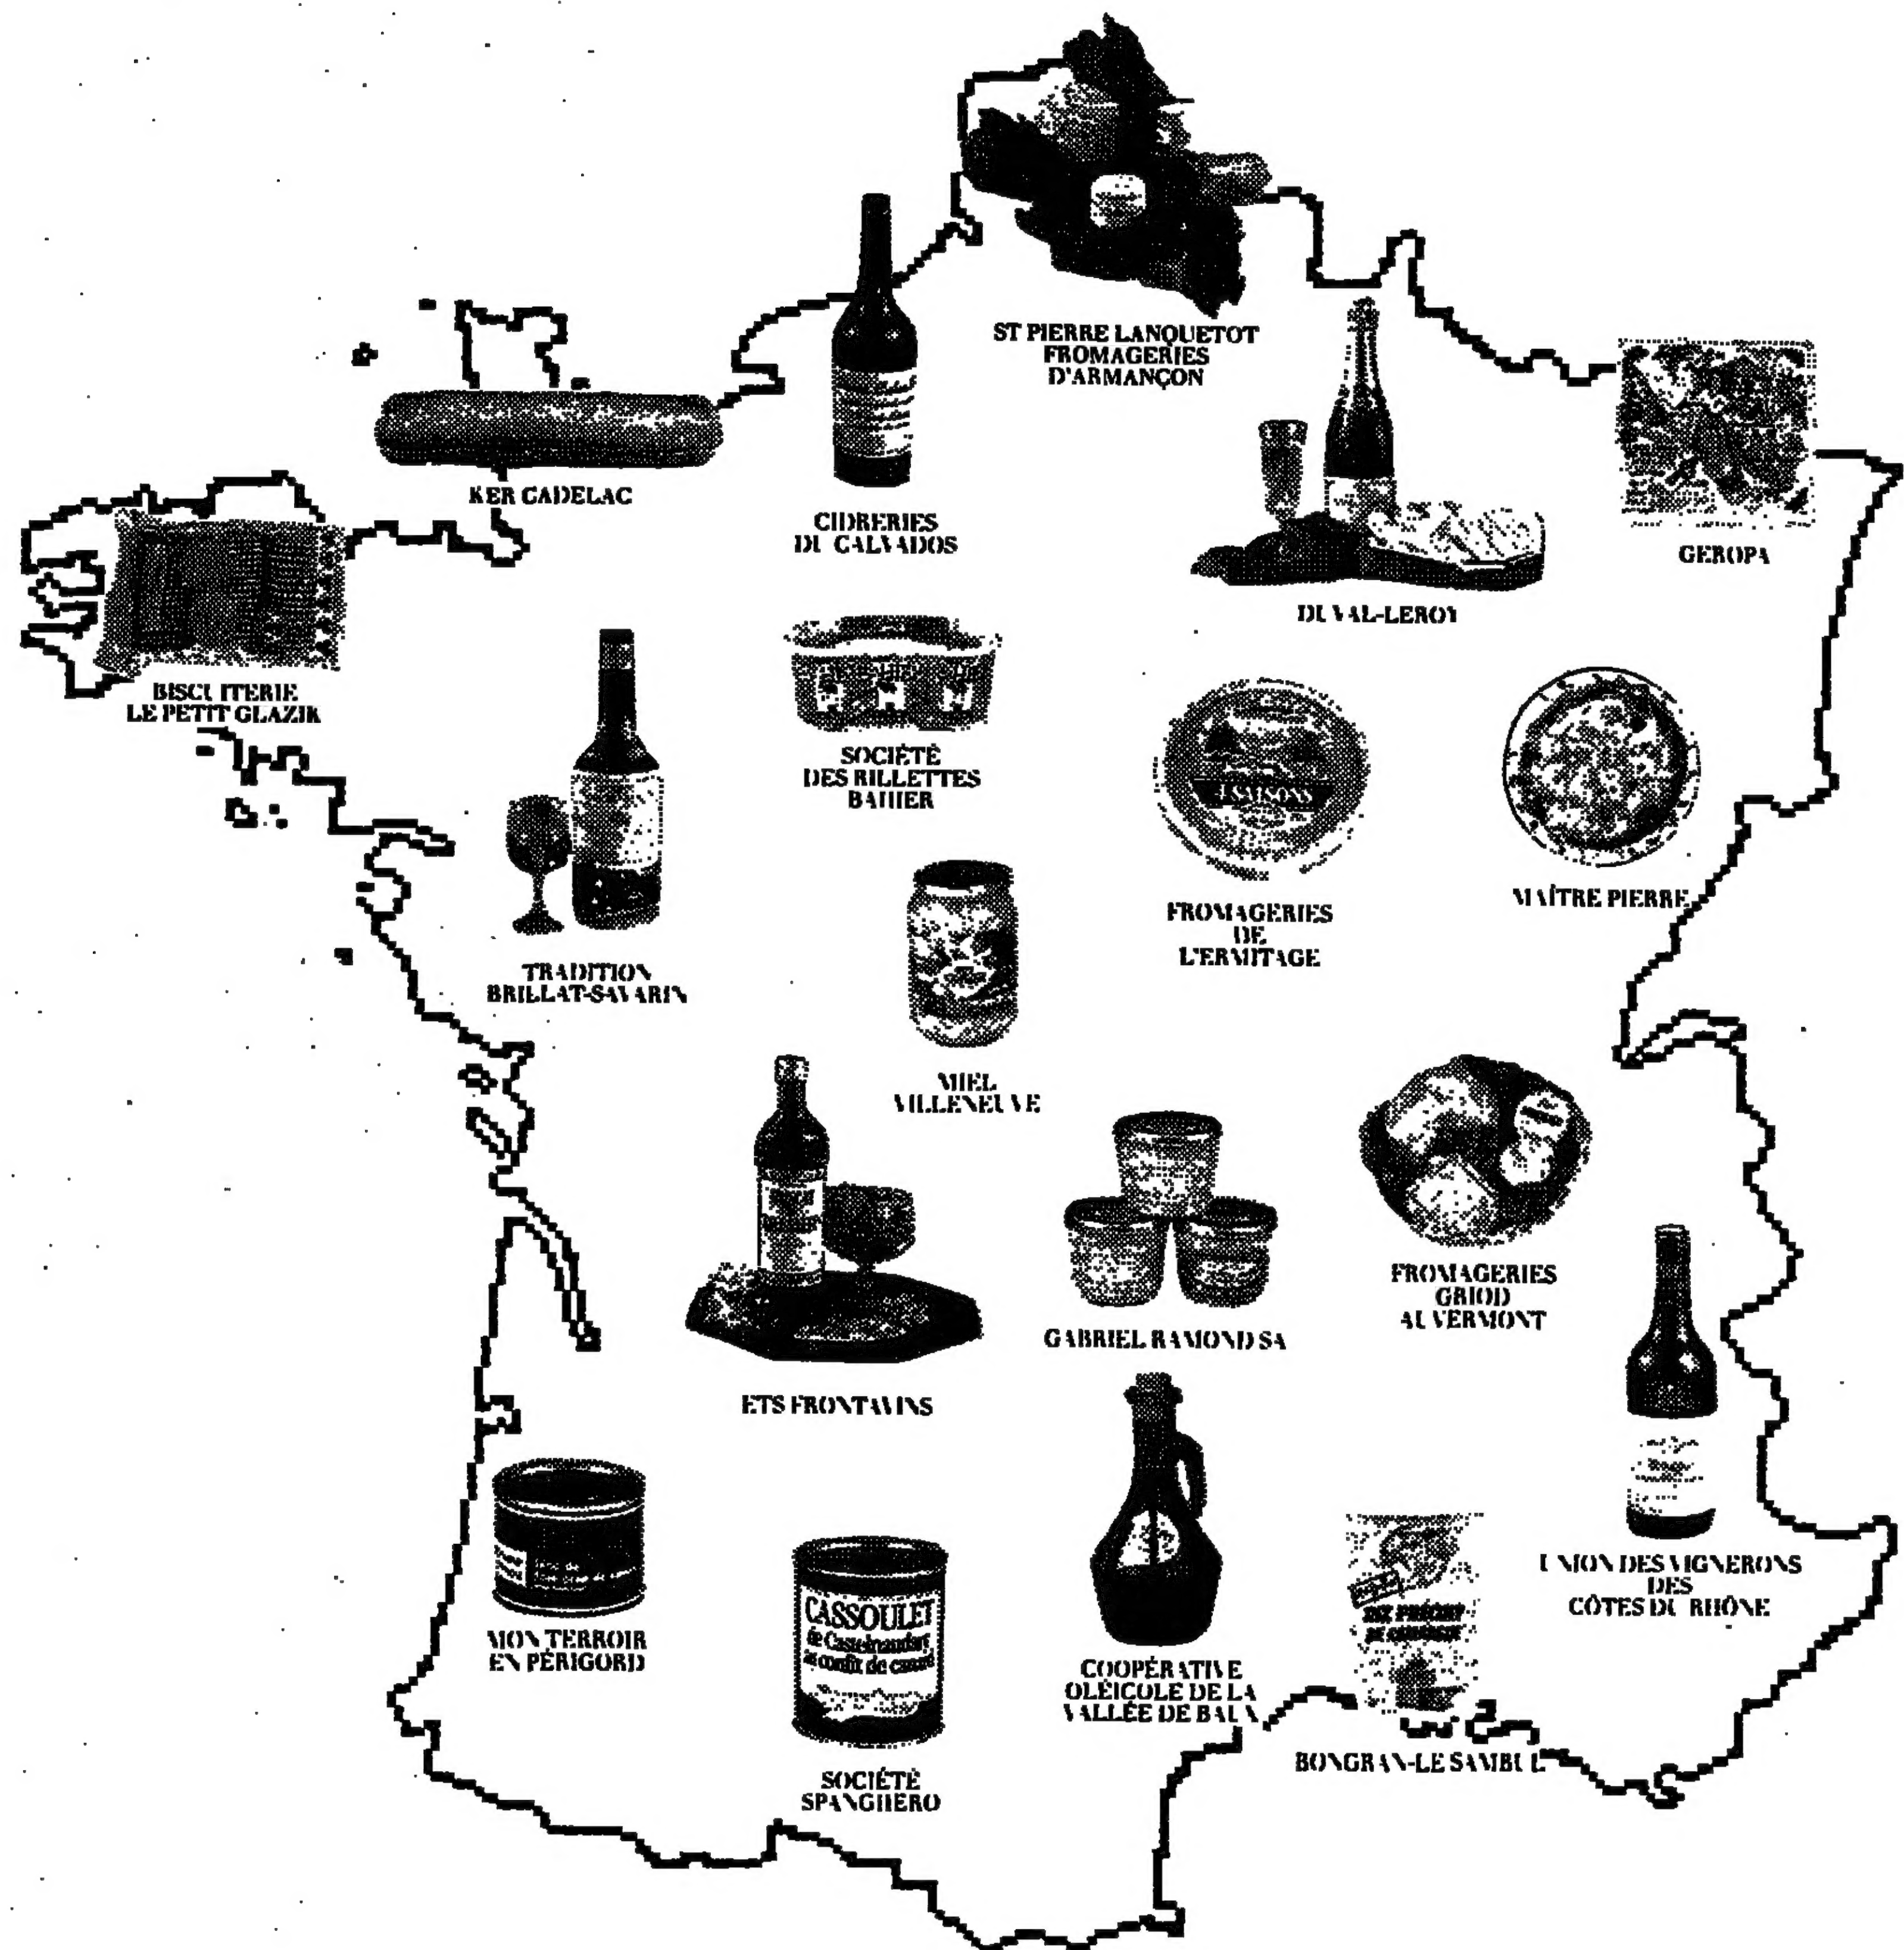 ST PIERRE LANQUETOT
FROMAGERIES
D'ARMANÇON
KER CADELAC
CIDRERIES
DU CALVADOS
GEROPA
DUVAL-LEROY
BISCUITERIE
LE PETIT GLAZIK
SOCIÉTÉ
DES RILLETTES
BAHIER
MAÎTRE PIERRE
FROMAGERIES
DE
L'ERMITAGE
TRADITION
BRILLAT-SAVARIN
MIEL
VILLENEUVE
FROMAGERIES
GRIOD
AUVERMONT
GABRIEL RAMOND SA
ETS FRONTAVINS
UNION DES VIGNERONS
DES
CÔTES DU RHÔNE
MON TERROIR
EN PÉRIGORD
CASSOULET
de Castelnaudary
au confit de canard
COOPÉRATIVE
OLÉICOLE DE LA
VALLÉE DE BAUX
BONGRAN-LE SAMBUC
SOCIÉTÉ
SPANGHERO